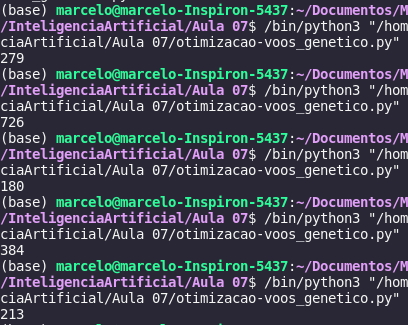 (base) marcelo@marcelo-Inspiron-5437:~/Documentos/M
/InteligenciaArtificial/Aula 07$ /bin/python3 "/hom
ciaArtificial/Aula 07/otimizacao-voos_genetico.py"
279
(base) marcelo@marcelo-Inspiron-5437:~/Documentos/M
/InteligenciaArtificial/Aula 07$ /bin/python3 "/hom
ciaArtificial/Aula 07/otimizacao-voos_genetico.py"
726
(base) marcelo@marcelo-Inspiron-5437:~/Documentos/M
/InteligenciaArtificial/Aula 07$ /bin/python3 "/hom
ciaArtificial/Aula 07/otimizacao-voos_genetico.py"
180
(base) marcelo@marcelo-Inspiron-5437:~/Documentos/M
/InteligenciaArtificial/Aula 07$ /bin/python3 "/hom
ciaArtificial/Aula 07/otimizacao-voos_genetico.py"
384
(base) marcelo@marcelo-Inspiron-5437:~/Documentos/M
/InteligenciaArtificial/Aula 07$ /bin/python3 "/hom
ciaArtificial/Aula 07/otimizacao-voos_genetico.py"
213